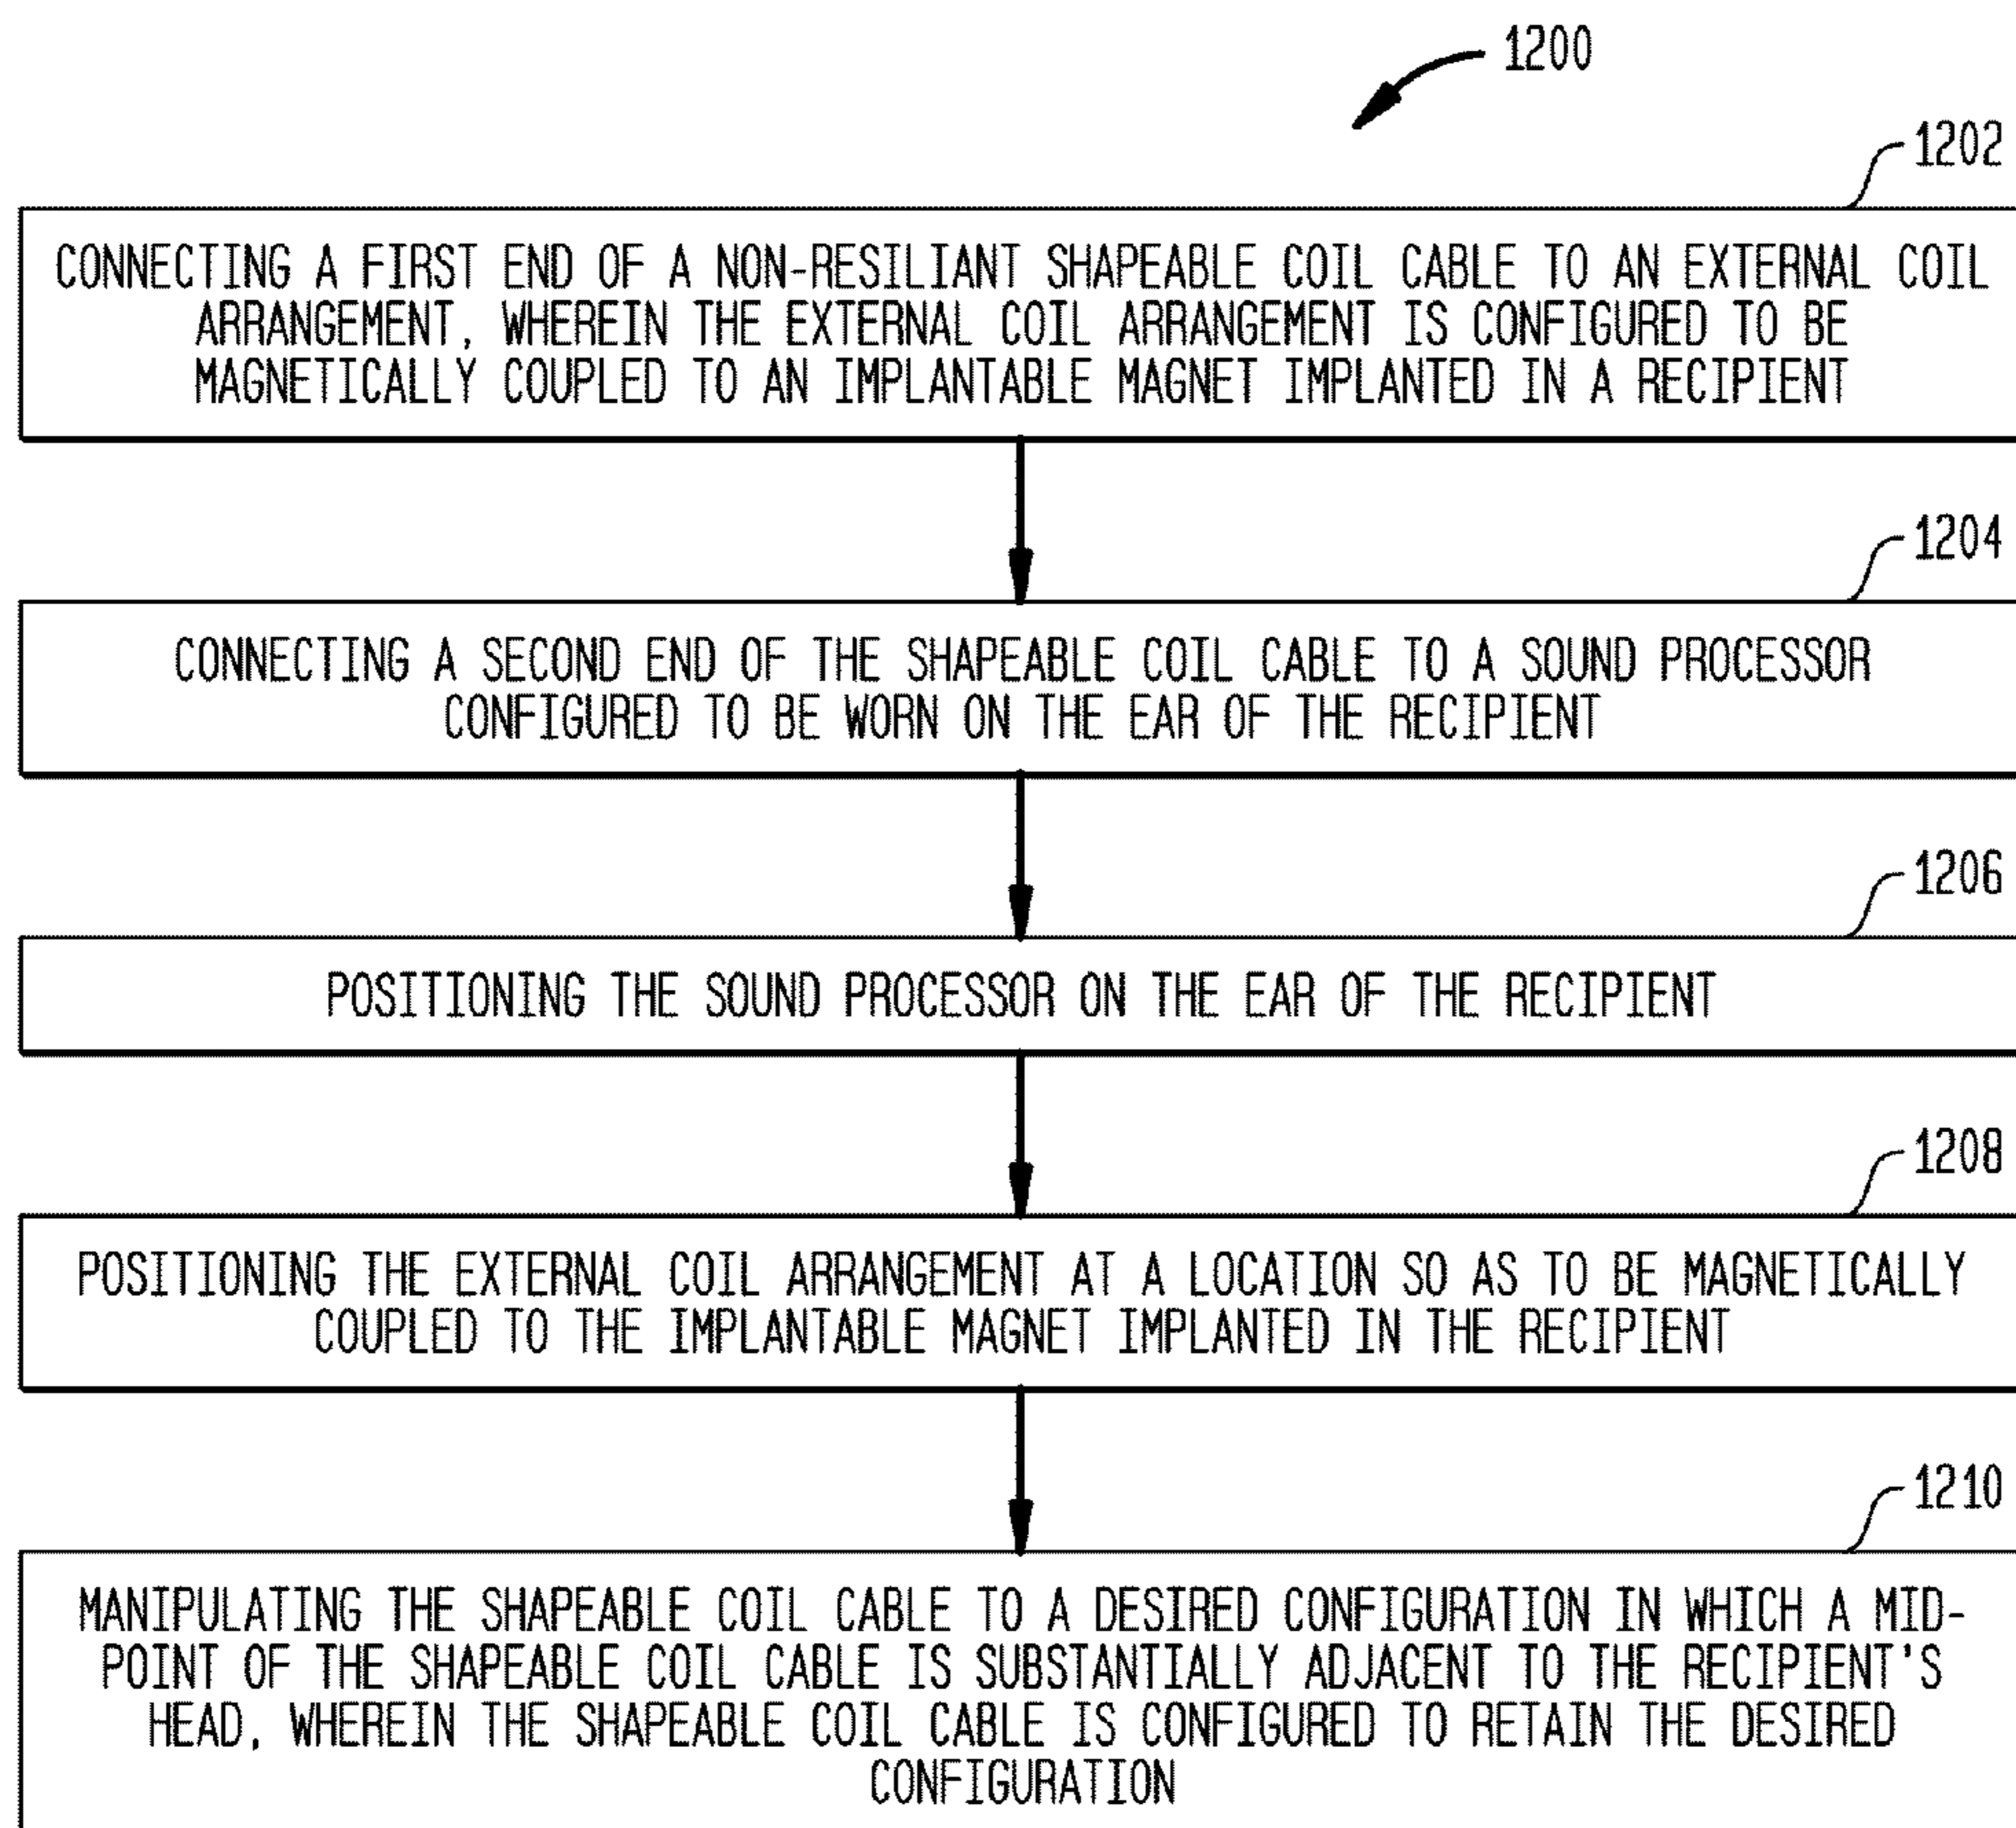 1200
1202
CONNECTING A FIRST END OF A NON-RESILIANT SHAPEABLE COIL CABLE TO AN EXTERNAL COIL
ARRANGEMENT, WHEREIN THE EXTERNAL COIL ARRANGEMENT IS CONFIGURED TO BE
MAGNETICALLY COUPLED TO AN IMPLANTABLE MAGNET IMPLANTED IN A RECIPIENT
1204
CONNECTING A SECOND END OF THE SHAPEABLE COIL CABLE TO A SOUND PROCESSOR
CONFIGURED TO BE WORN ON THE EAR OF THE RECIPIENT
1206
POSITIONING THE SOUND PROCESSOR ON THE EAR OF THE RECIPIENT
1208
POSITIONING THE EXTERNAL COIL ARRANGEMENT AT A LOCATION SO AS TO BE MAGNETICALLY
COUPLED TO THE IMPLANTABLE MAGNET IMPLANTED IN THE RECIPIENT
1210
MANIPULATING THE SHAPEABLE COIL CABLE TO A DESIRED CONFIGURATION IN WHICH A MID-
POINT OF THE SHAPEABLE COIL CABLE IS SUBSTANTIALLY ADJACENT TO THE RECIPIENT'S
HEAD, WHEREIN THE SHAPEABLE COIL CABLE IS CONFIGURED TO RETAIN THE DESIRED
CONFIGURATION